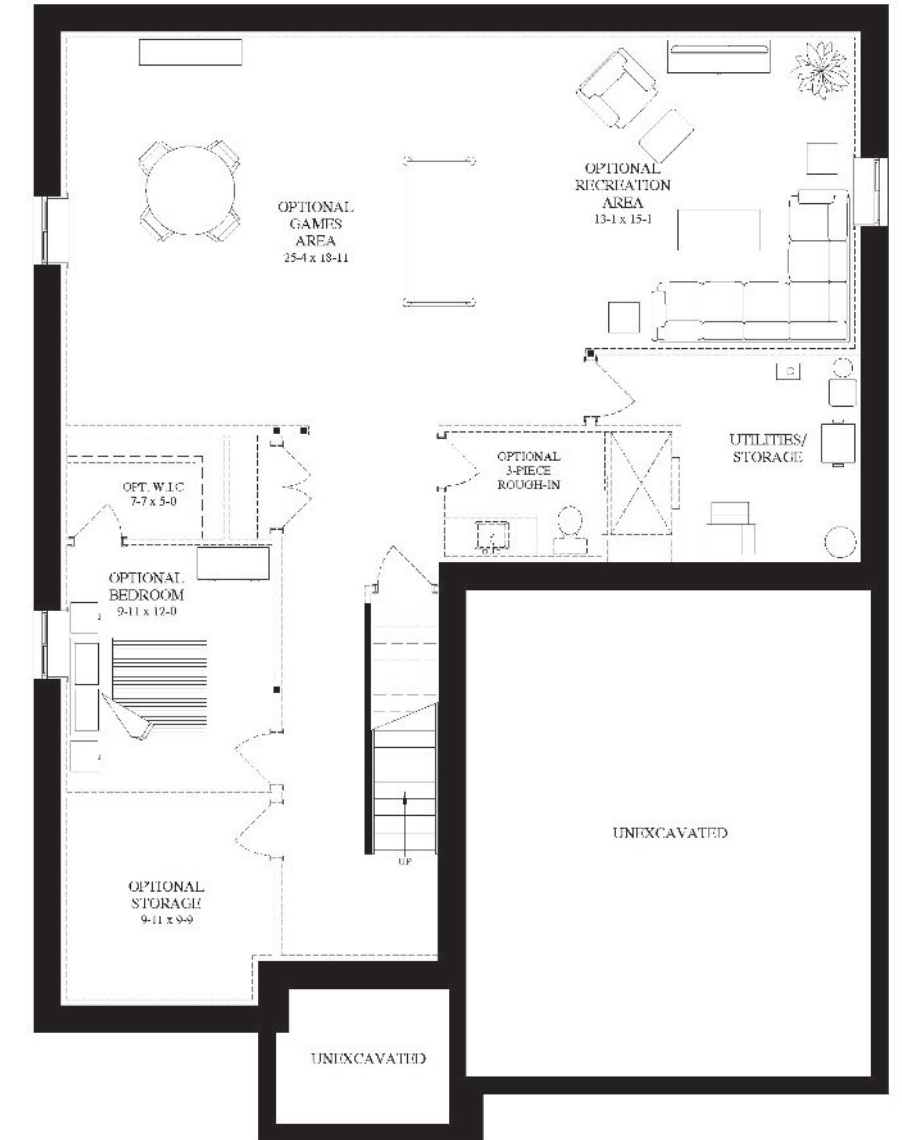 OPTIONAL
GAMES
AREA
25-4 x 18-11
OPTIONAL
RECREATION
AREA
13-1 x 15-1
OPT. W.I.C
7-7 x 5-0
OPTIONAL
3-PIECE
ROUGH-IN
UTILITIES/
STORAGE
OPTIONAL
BEDROOM
9-11 x 12-0
UP
OPTIONAL
STORAGE
9-11 x 9-9
UNEXCAVATED
UNEXCAVATED